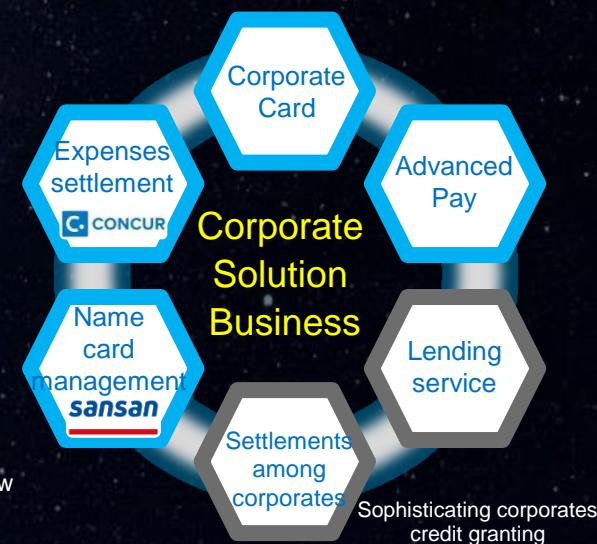 Corporate
Card
Expenses
settlement
C. CONCUR
Advanced
Pay
Corporate
Solution
Business
Name
card
management
sansan
Lending
service
Settlements
among
corporates
w
Sophisticating corporates
credit granting